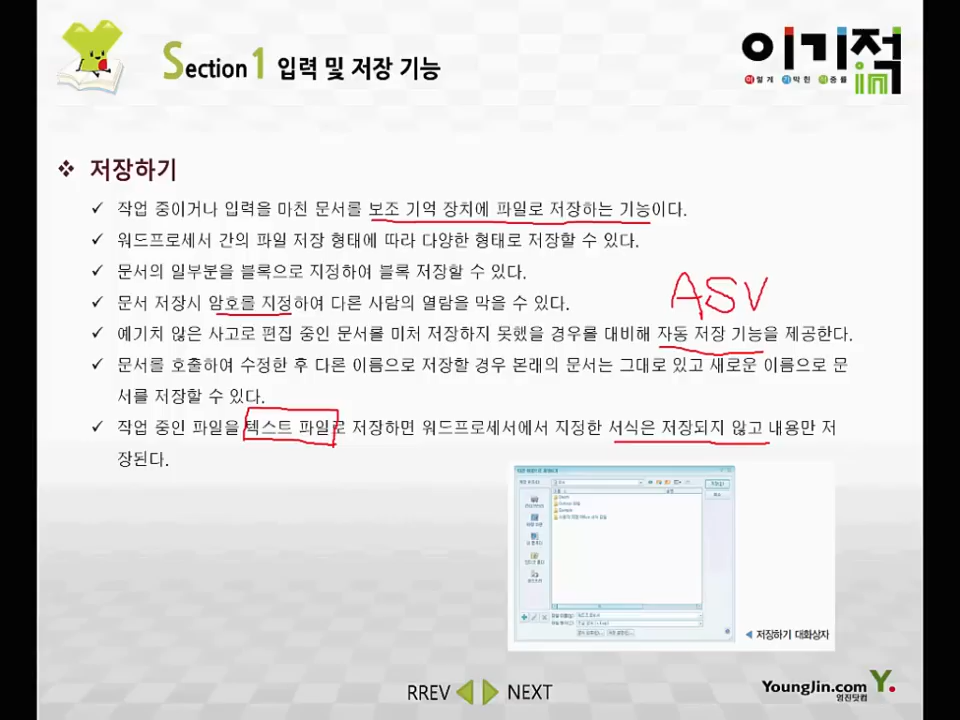 Section1 입력 및 저장 기능
이기적in
이렇게 기막힌 적중률
❖ 저장하기
✓ 작업 중이거나 입력을 마친 문서를 보조 기억 장치에 파일로 저장하는 기능이다.
✓ 워드프로세서 간의 파일 저장 형태에 따라 다양한 형태로 저장할 수 있다.
✓ 문서의 일부분을 블록으로 지정하여 블록 저장할 수 있다.
ASV
✓ 문서 저장시 암호를 지정하여 다른 사람의 열람을 막을 수 있다.
✓ 예기치 않은 사고로 편집 중인 문서를 미처 저장하지 못했을 경우를 대비해 자동 저장 기능을 제공한다.
✓ 문서를 호출하여 수정한 후 다른 이름으로 저장할 경우 본래의 문서는 그대로 있고 새로운 이름으로 문
서를 저장할 수 있다.
✓ 작업 중인 파일을 텍스트 파일로 저장하면 워드프로세서에서 지정한 서식은 저장되지 않고 내용만 저
장된다.
◀ 저장하기 대화상자
RREV NEXT
YoungJin.com Y.
영진닷컴